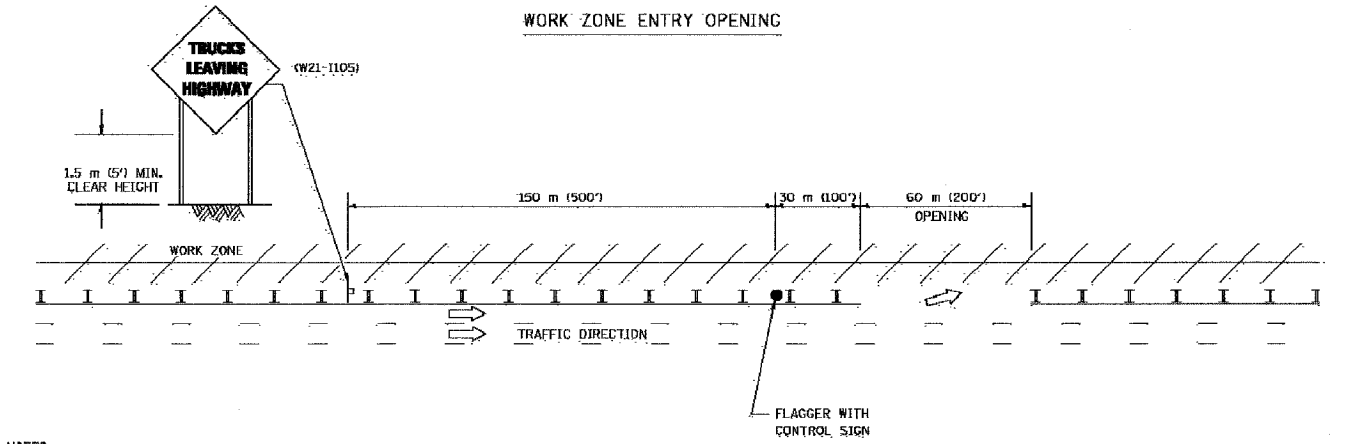 WORK ZONE ENTRY OPENING
TRUCKS
LEAVING
HIGHWAY
(W21-I105)
1.5 m (5') MIN.
CLEAR HEIGHT
150 m (500')
30 m (100')
60 m (200')
OPENING
WORK ZONE
TRAFFIC DIRECTION
FLAGGER WITH
CONTROL SIGN